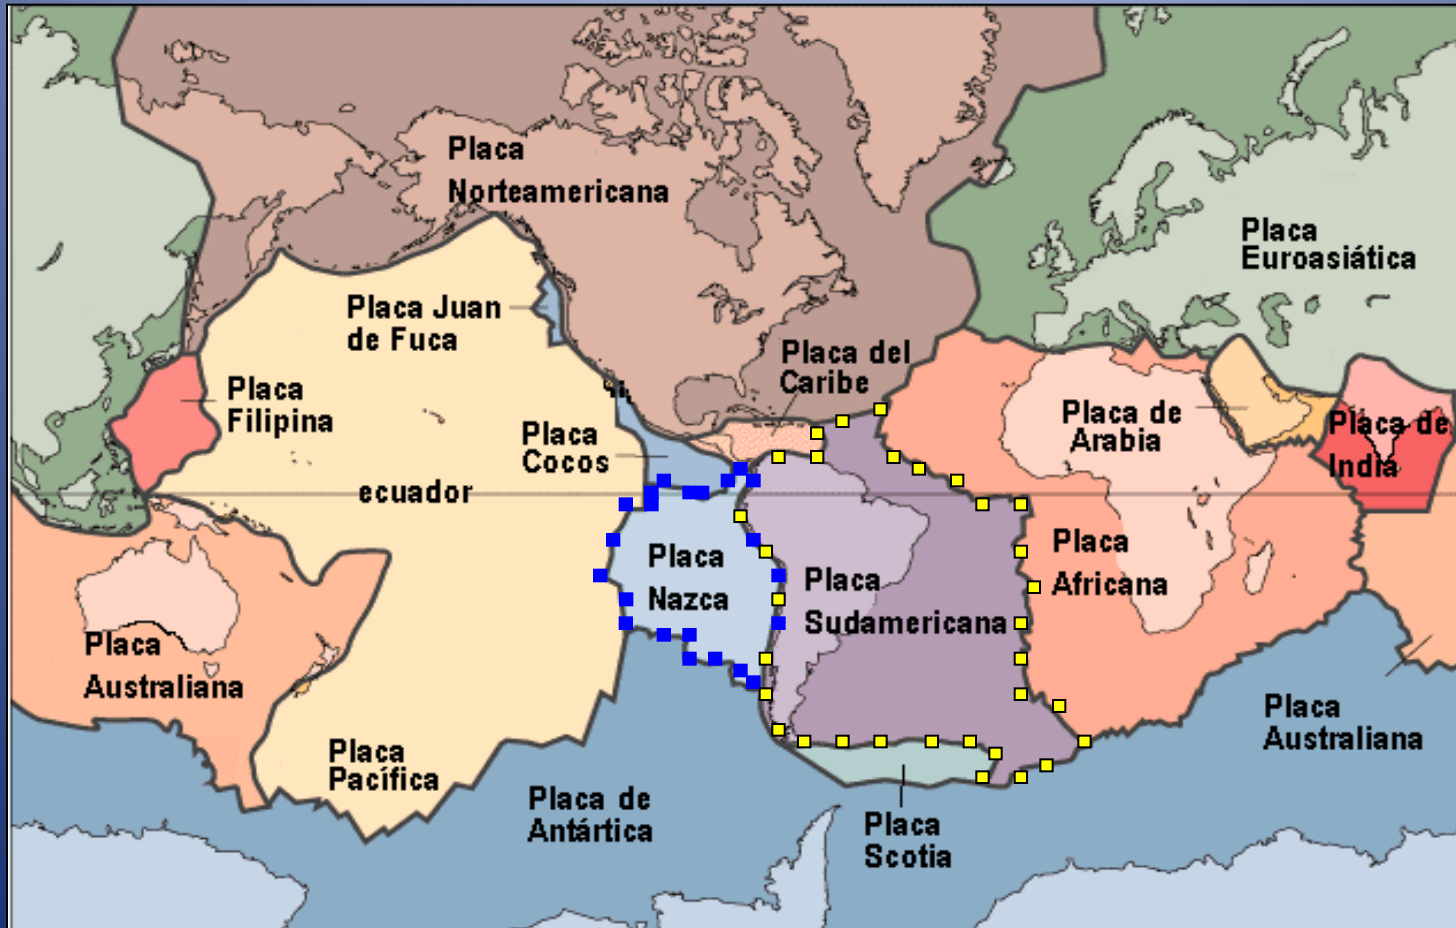 Placa
Norteamericana
Placa
Euroasiática
Placa Juan
de Fuca
Placa del
Caribe
Placa
Filipina
Placa de
Arabia
Placa de
India
Placa
Cocos
ecuador
Placa
Nazca
Placa
Sudamericana
Placa
Africana
Placa
Australiana
Placa
Australiana
Placa
Pacífica
Placa de
Antártica
Placa
Scotia